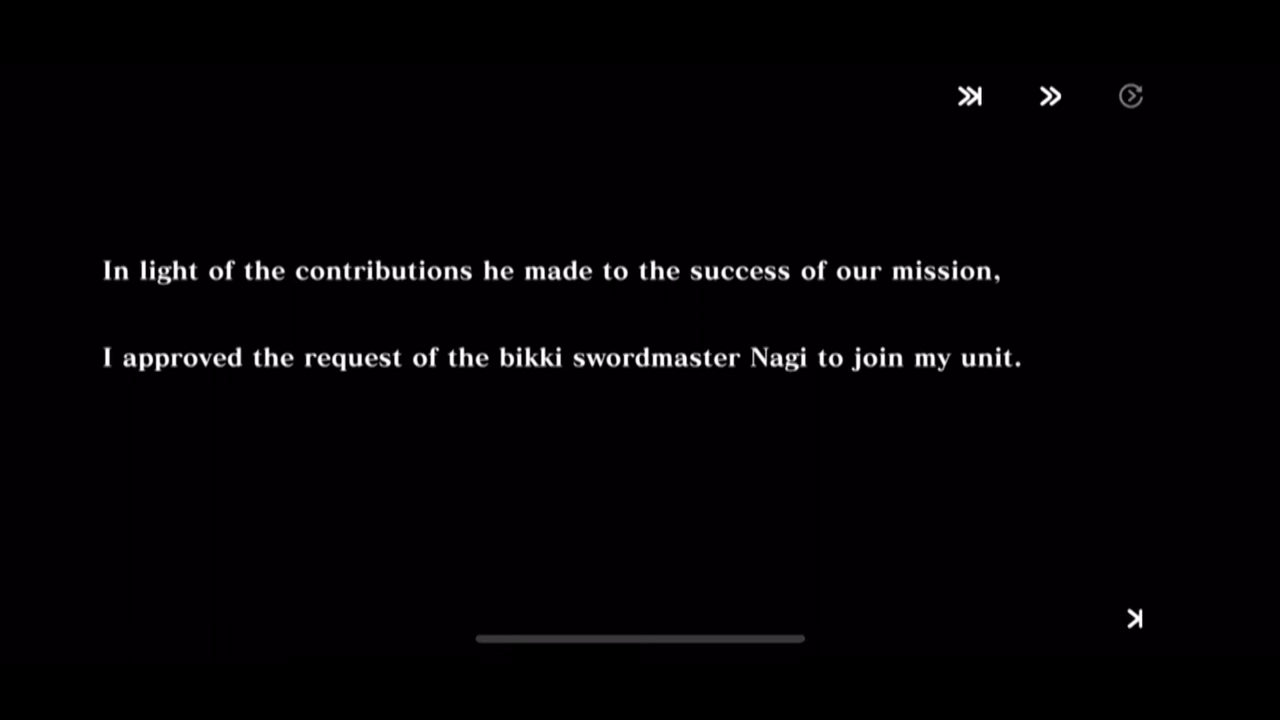 In light of the contributions he made to the success of our mission,
I approved the request of the bikki swordmaster Nagi to join my unit.